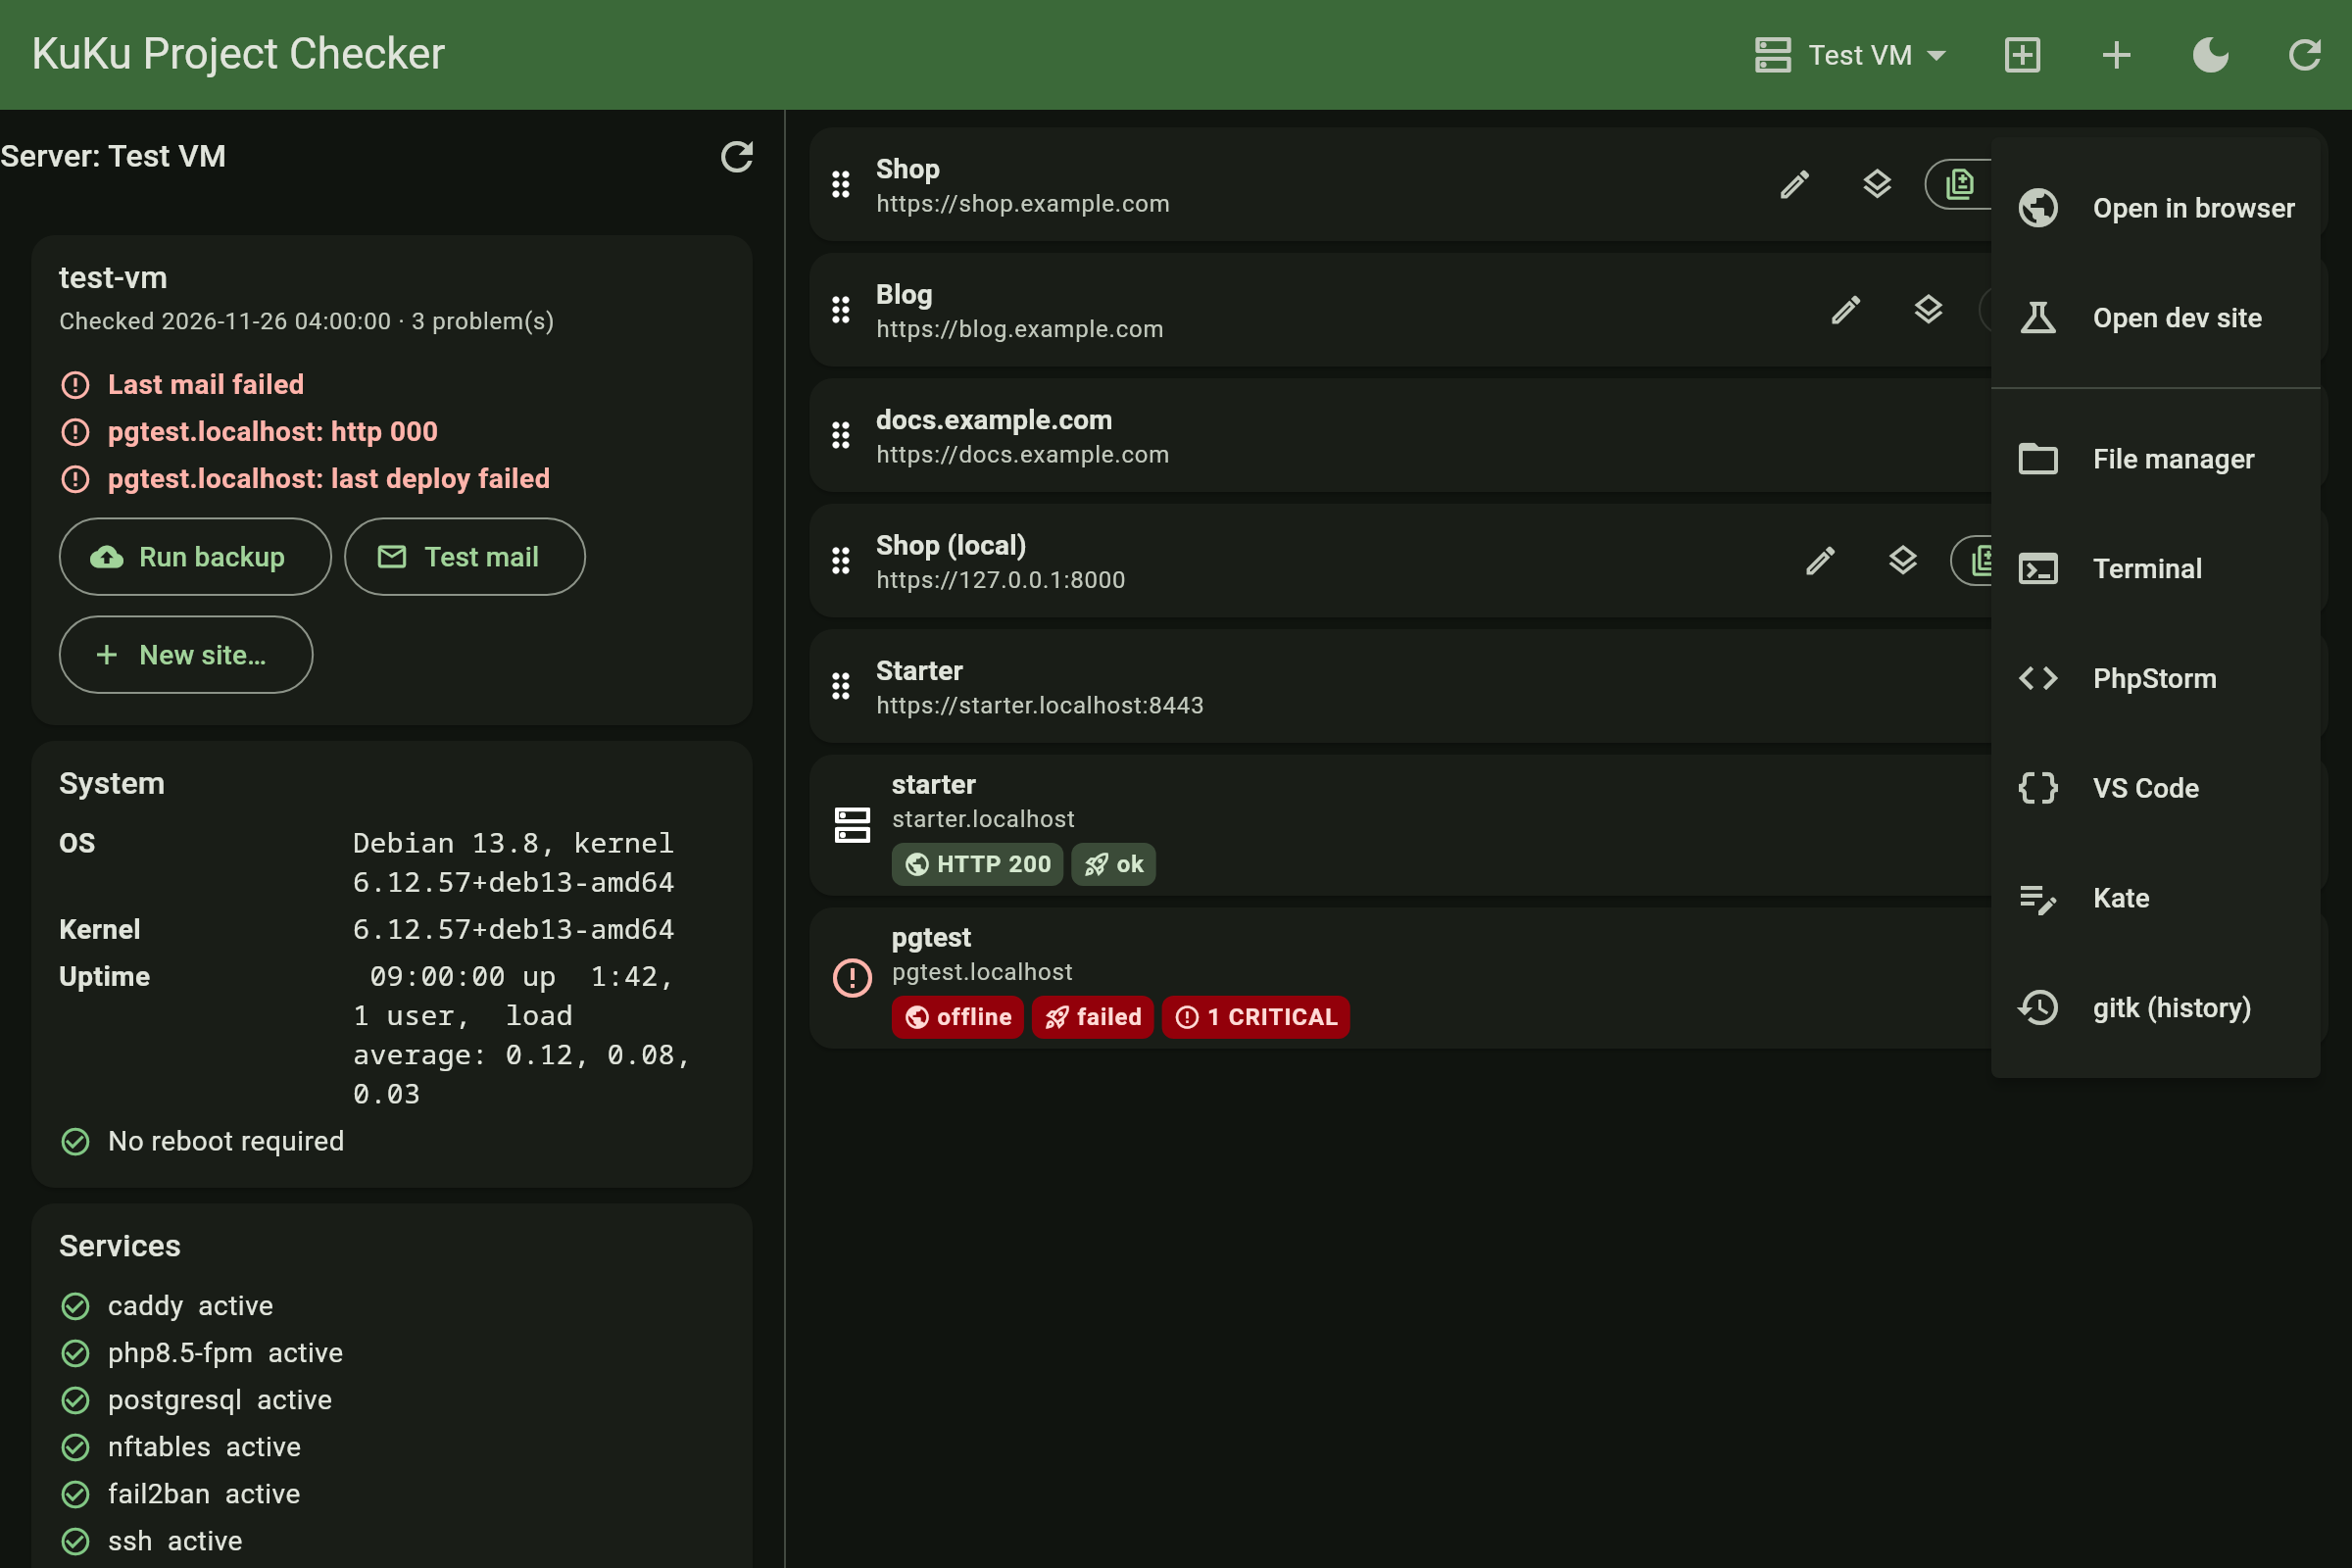 KuKu Project Checker
Test VM
Server: Test VM
test-vm
Checked 2026-11-26 04:00:00 · 3 problem(s)
Last mail failed
pgtest.localhost: http 000
pgtest.localhost: last deploy failed
Run backup
Test mail
New site...
System
OS
Debian 13.8, kernel
6.12.57+deb13-amd64
Kernel
6.12.57+deb13-amd64
Uptime
09:00:00 up  1:42,
1 user,  load
average: 0.12, 0.08,
0.03
No reboot required
Services
caddy active
php8.5-fpm active
postgresql active
nftables active
fail2ban active
ssh active
Shop
https://shop.example.com
Blog
https://blog.example.com
docs.example.com
https://docs.example.com
Shop (local)
https://127.0.0.1:8000
Starter
https://starter.localhost:8443
starter
starter.localhost
HTTP 200
ok
pgtest
pgtest.localhost
offline
failed
1 CRITICAL
Open in browser
Open dev site
File manager
Terminal
PhpStorm
VS Code
Kate
gitk (history)